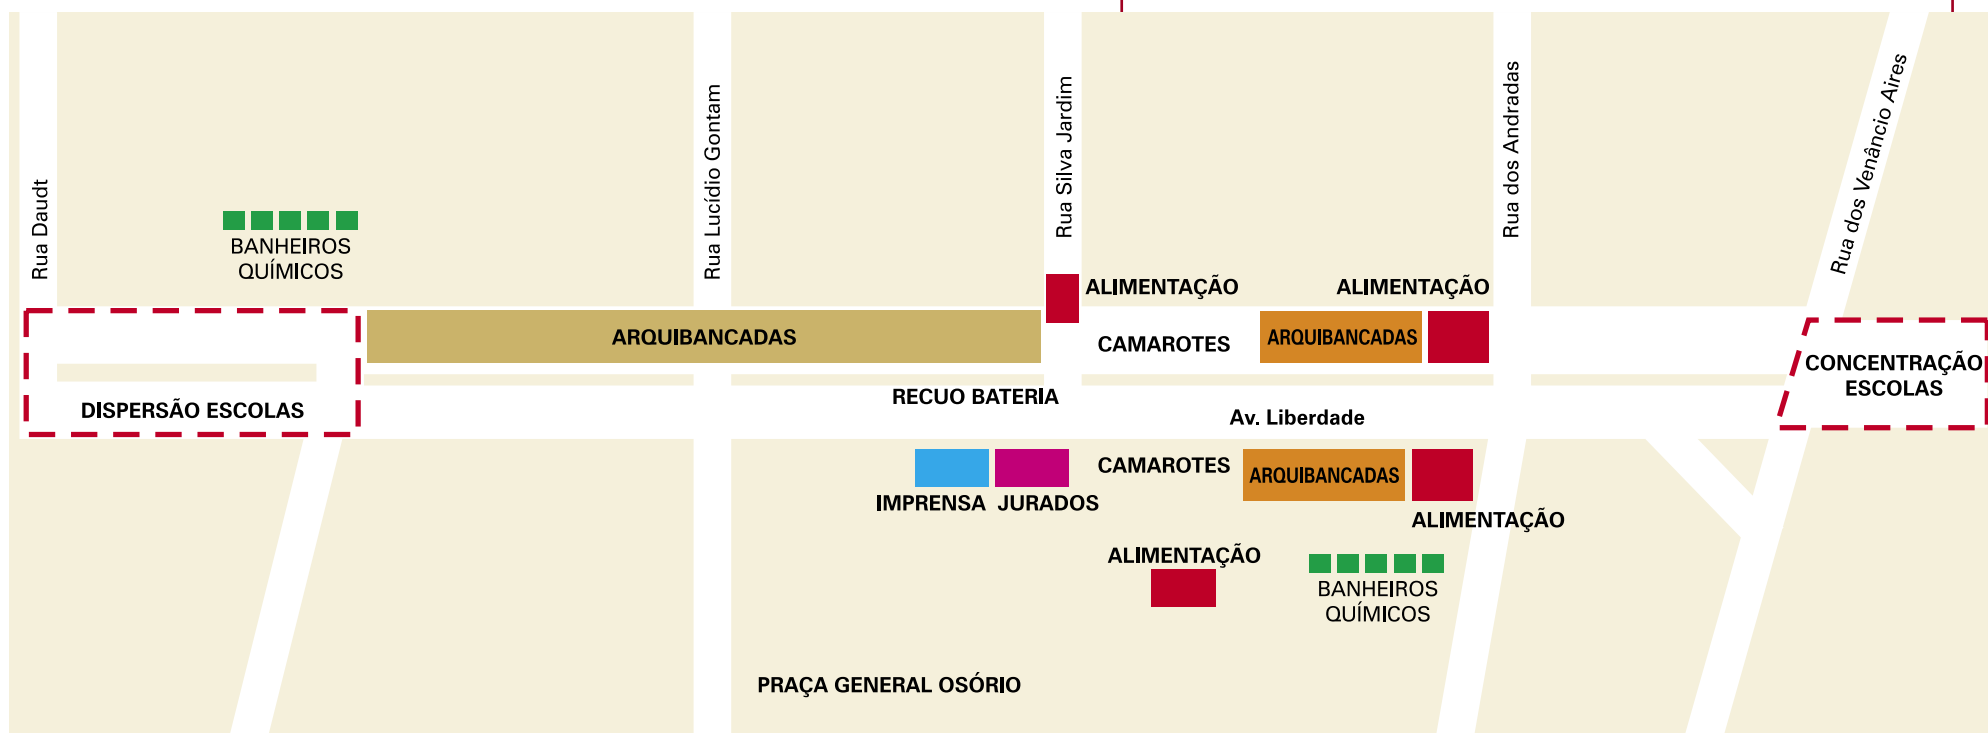 Rua Daudt
Rua Lucídio Gontam
Rua Silva Jardim
Rua dos Andradas
Rua dos Venâncio Aires
BANHEIROS
QUÍMICOS
ALIMENTAÇÃO
ALIMENTAÇÃO
ARQUIBANCADAS
CAMAROTES
ARQUIBANCADAS
CONCENTRAÇÃO
ESCOLAS
DISPERSÃO ESCOLAS
RECUO BATERIA
Av. Liberdade
CAMAROTES
ARQUIBANCADAS
IMPRENSA
JURADOS
ALIMENTAÇÃO
ALIMENTAÇÃO
BANHEIROS
QUÍMICOS
PRAÇA GENERAL OSÓRIO